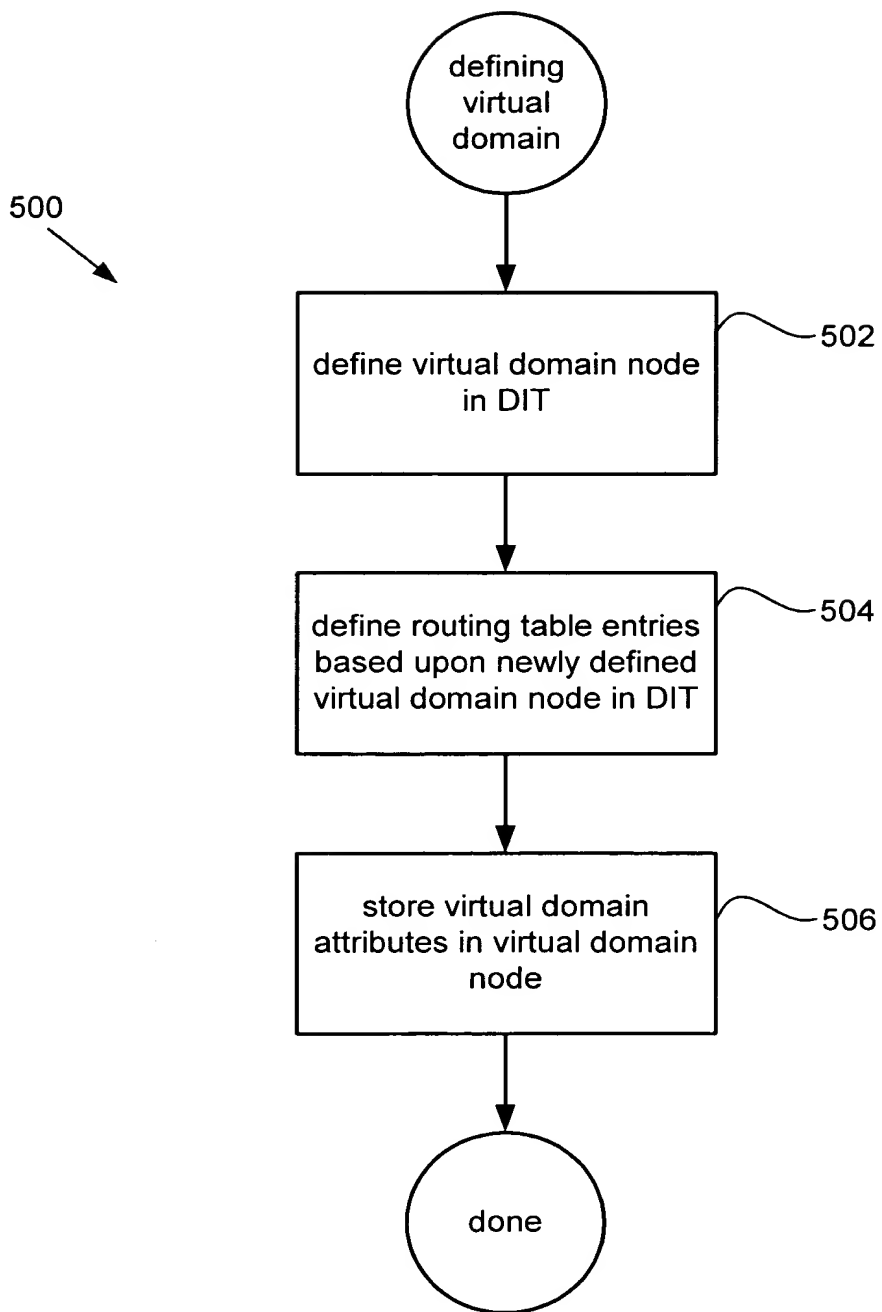 defining
virtual
domain
500
define virtual domain node
in DIT
502
define routing table entries
based upon newly defined
virtual domain node in DIT
504
store virtual domain
attributes in virtual domain
node
506
done